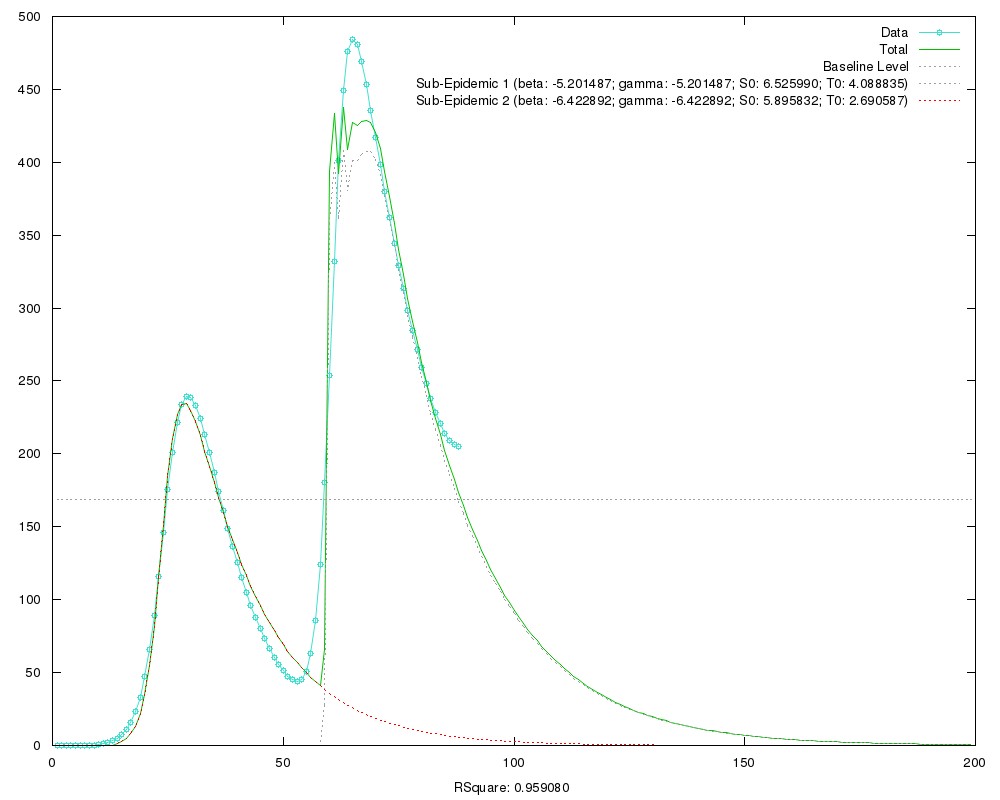 500
450
400
350
300
250
200
150
100
50
0
Data
Total
Baseline Level
Sub-Epidemic 1 (beta: -5.201487; gamma: -5.201487; S0: 6.525990; T0: 4.088835)
Sub-Epidemic 2 (beta: -6.422892; gamma: -6.422892; S0: 5.895832; T0: 2.690587)
0 50 100 150 200
RSquare: 0.959080